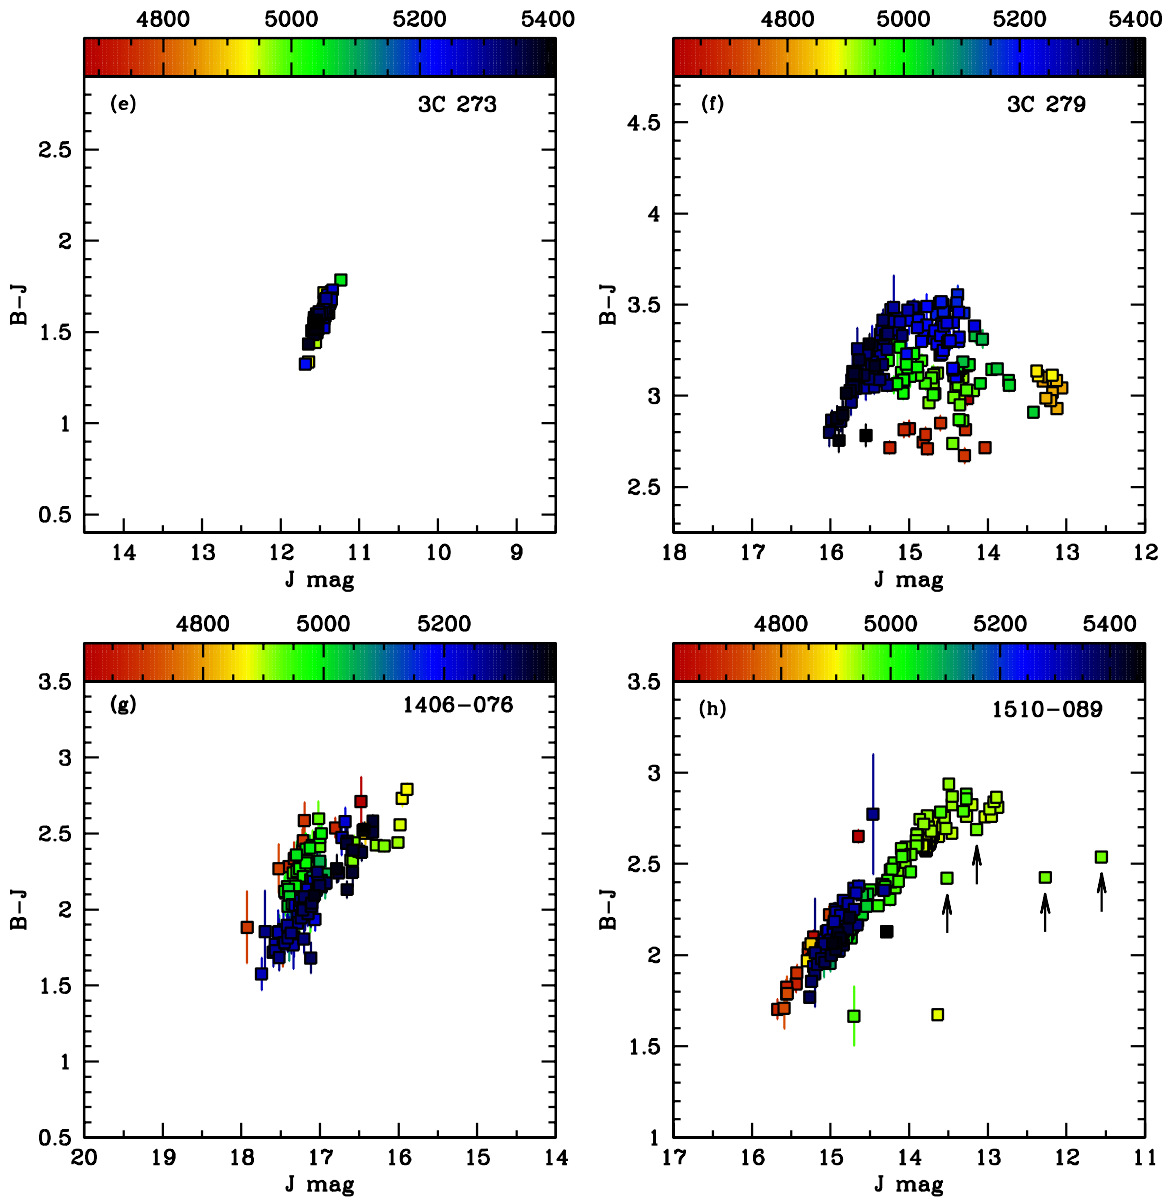 4800 5000 5200 5400
(e) 3C 273
2.5
2
1.5
1
0.5
B-J
14 13 12 11 10 9
J mag
4800 5000 5200 5400
(f) 3C 279
4.5
4
3.5
3
2.5
B-J
18 17 16 15 14 13 12
J mag
4800 5000 5200
(g) 1406-076
3.5
3
2.5
2
1.5
1
0.5
B-J
20 19 18 17 16 15 14
J mag
4800 5000 5200 5400
(h) 1510-089
3.5
3
2.5
2
1.5
1
B-J
17 16 15 14 13 12 11
J mag